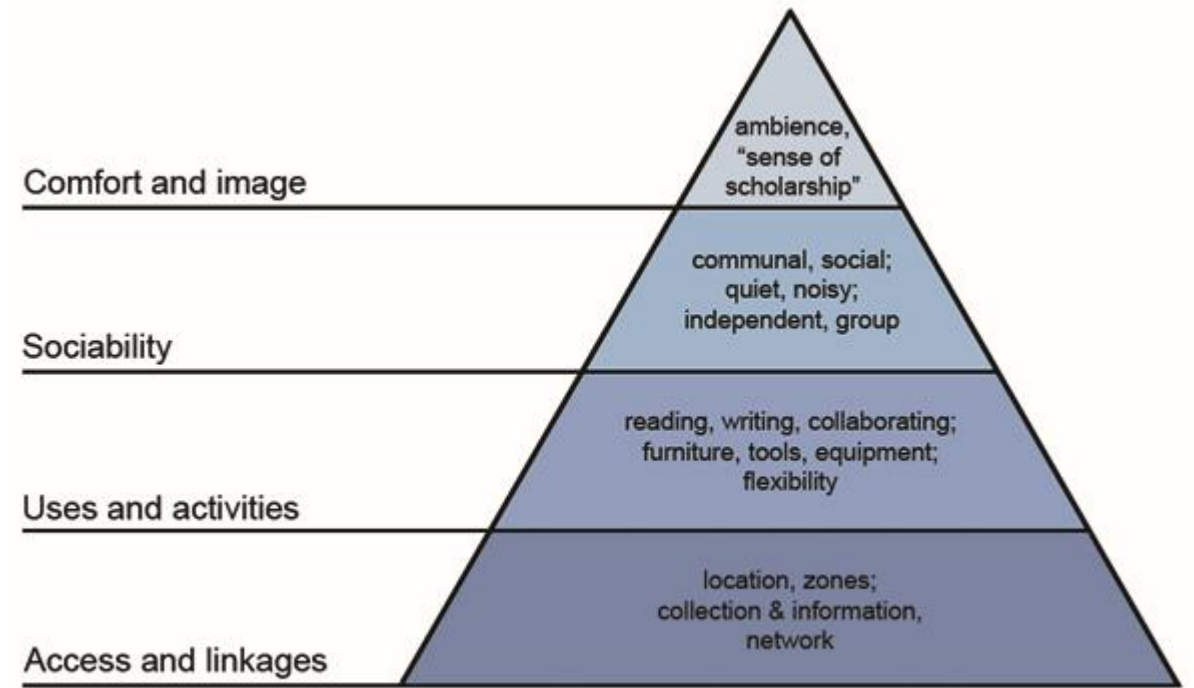 ambience,
“sense of
scholarship”
Comfort and image
communal, social;
quiet, noisy;
independent, group
Sociability
reading, writing, collaborating;
furniture, tools, equipment;
flexibility
Uses and activities
location, zones;
collection & information,
network
Access and linkages